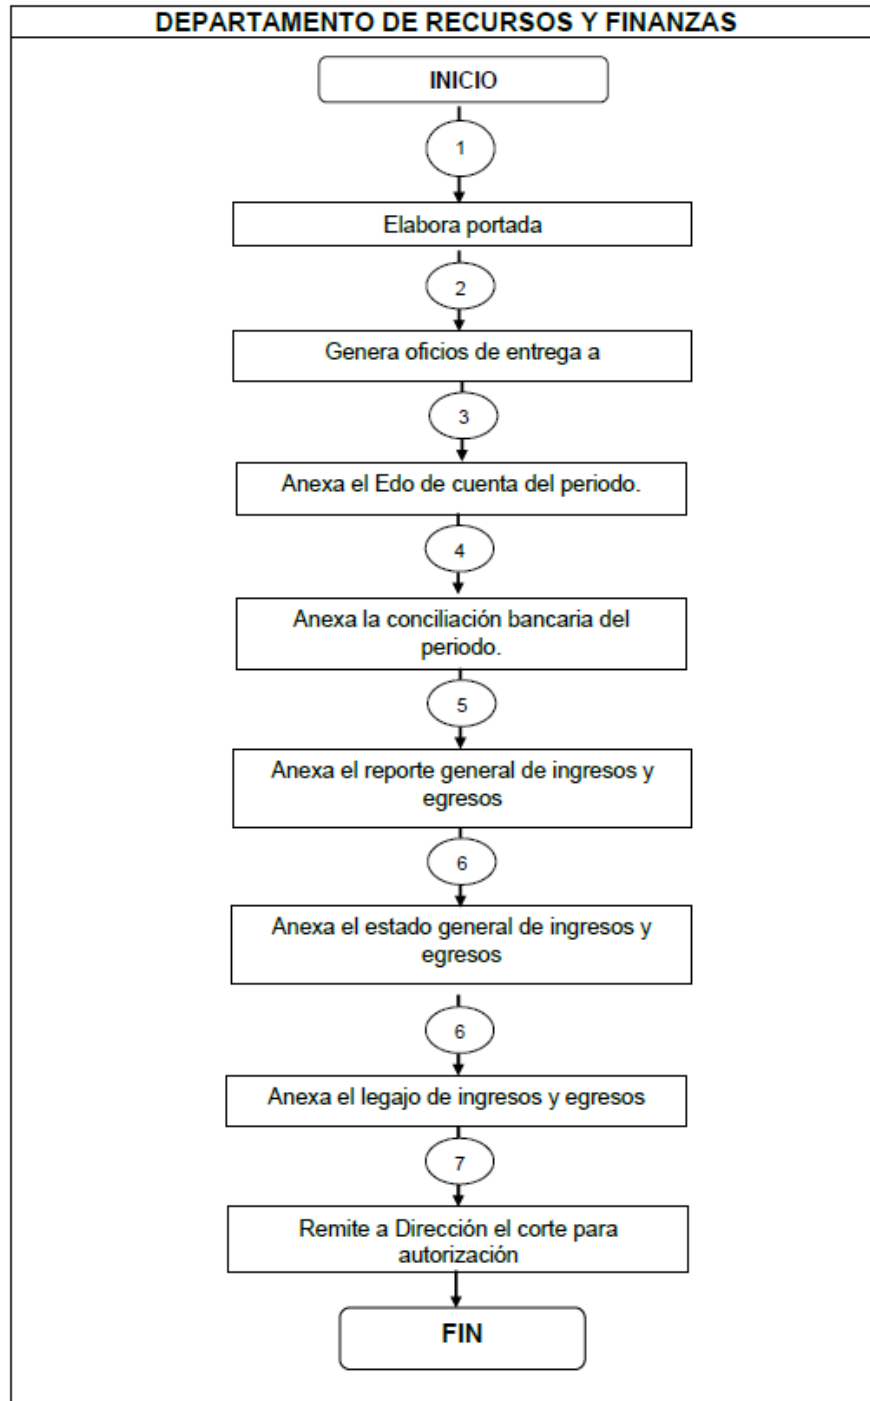 DEPARTAMENTO DE RECURSOS Y FINANZAS
INICIO
1
Elabora portada
2
Genera oficios de entrega a
3
Anexa el Edo de cuenta del periodo.
4
Anexa la conciliación bancaria del
periodo.
5
Anexa el reporte general de ingresos y
egresos
6
Anexa el estado general de ingresos y
egresos
6
Anexa el legajo de ingresos y egresos
7
Remite a Dirección el corte para
autorización
FIN